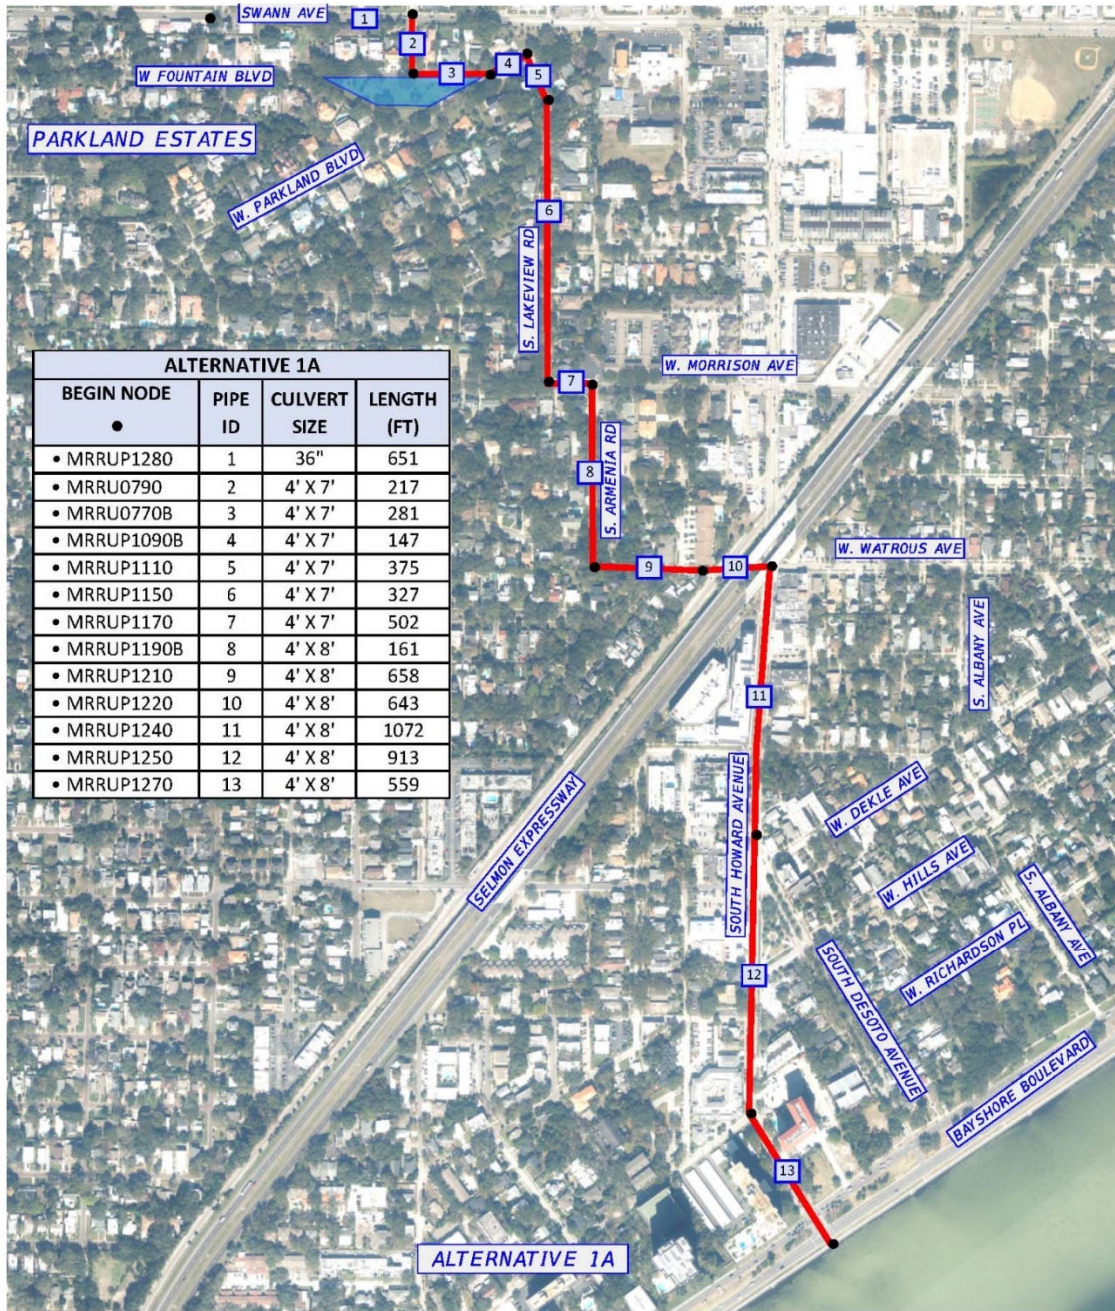 SWANN AVE
1
2
W FOUNTAIN BLVD
3
4
5
PARKLAND ESTATES
W. PARKLAND BLVD
6
S. LAKEVIEW RD
W. MORRISON AVE
7
ALTERNATIVE 1A
BEGIN NODE ● PIPE ID CULVERT SIZE LENGTH (FT)
• MRRUP1280 1 36" 651
• MRRU0790 2 4' X 7' 217
• MRRU0770B 3 4' X 7' 281
• MRRUP1090B 4 4' X 7' 147
• MRRUP1110 5 4' X 7' 375
• MRRUP1150 6 4' X 7' 327
• MRRUP1170 7 4' X 7' 502
• MRRUP1190B 8 4' X 8' 161
• MRRUP1210 9 4' X 8' 658
• MRRUP1220 10 4' X 8' 643
• MRRUP1240 11 4' X 8' 1072
• MRRUP1250 12 4' X 8' 913
• MRRUP1270 13 4' X 8' 559
8
S. ARMENIA RD
W. WATROUS AVE
9
10
S. ALBANY AVE
11
SOUTH HOWARD AVENUE
W. DEKLE AVE
SELMON EXPRESSWAY
W. HILLS AVE
S. ALBANY AVE
W. RICHARDSON PL
12
SOUTH DESOTO AVENUE
BAYSHORE BOULEVARD
13
ALTERNATIVE 1A